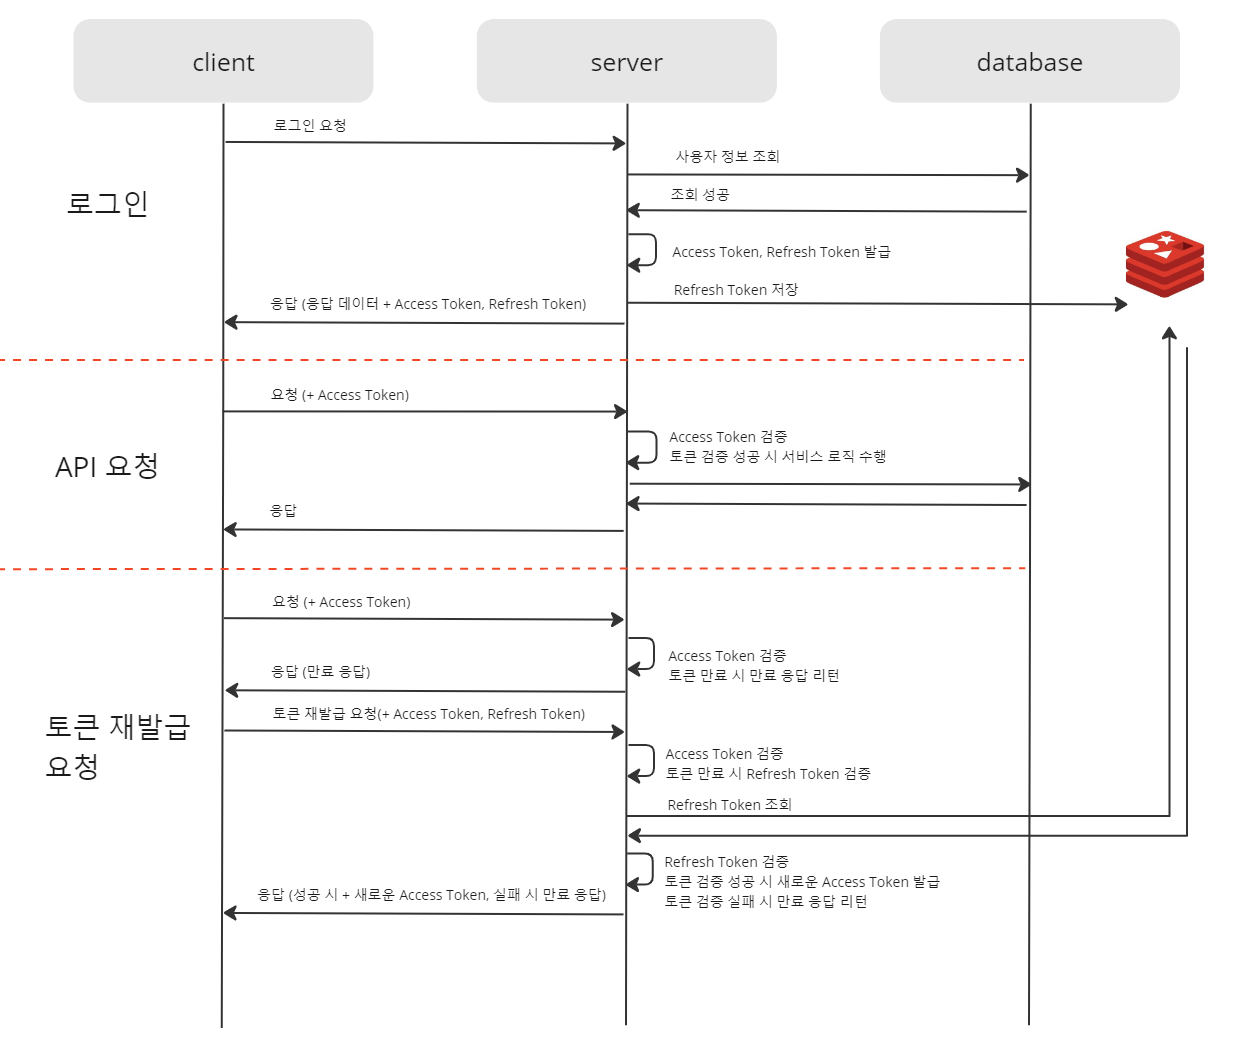 client
server
database
로그인 요청
사용자 정보 조회
조회 성공
로그인
Access Token, Refresh Token 발급
Refresh Token 저장
응답 (응답 데이터 + Access Token, Refresh Token)
요청 (+ Access Token)
Access Token 검증
토큰 검증 성공 시 서비스 로직 수행
API 요청
응답
요청 (+ Access Token)
Access Token 검증
토큰 만료 시 만료 응답 리턴
응답 (만료 응답)
토큰 재발급 요청(+ Access Token, Refresh Token)
토큰 재발급
요청
Access Token 검증
토큰 만료 시 Refresh Token 검증
Refresh Token 조회
Refresh Token 검증
토큰 검증 성공 시 새로운 Access Token 발급
토큰 검증 실패 시 만료 응답 리턴
응답 (성공 시 + 새로운 Access Token, 실패 시 만료 응답)